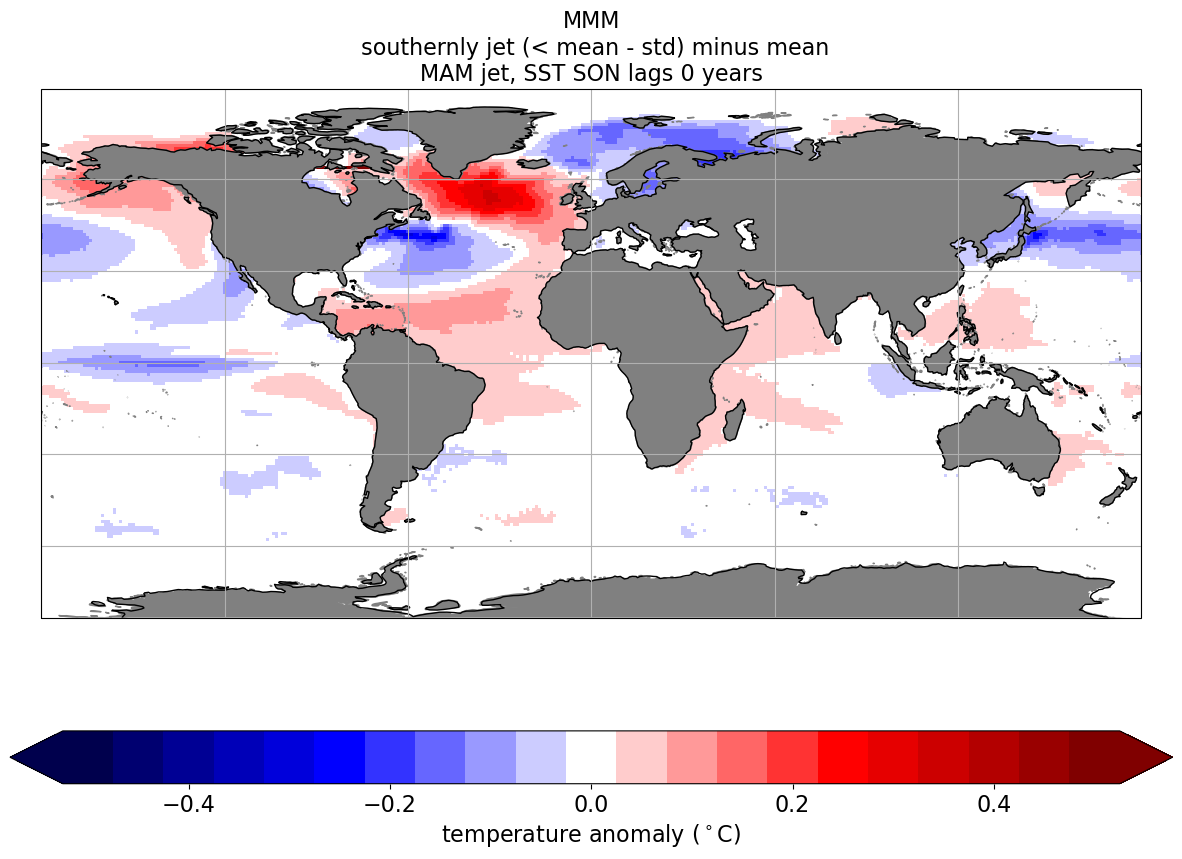 MMM
southernly jet (< mean - std) minus mean
MAM jet, SST SON lags 0 years
−0.4 −0.2 0.0 0.2 0.4
temperature anomaly (˚C)